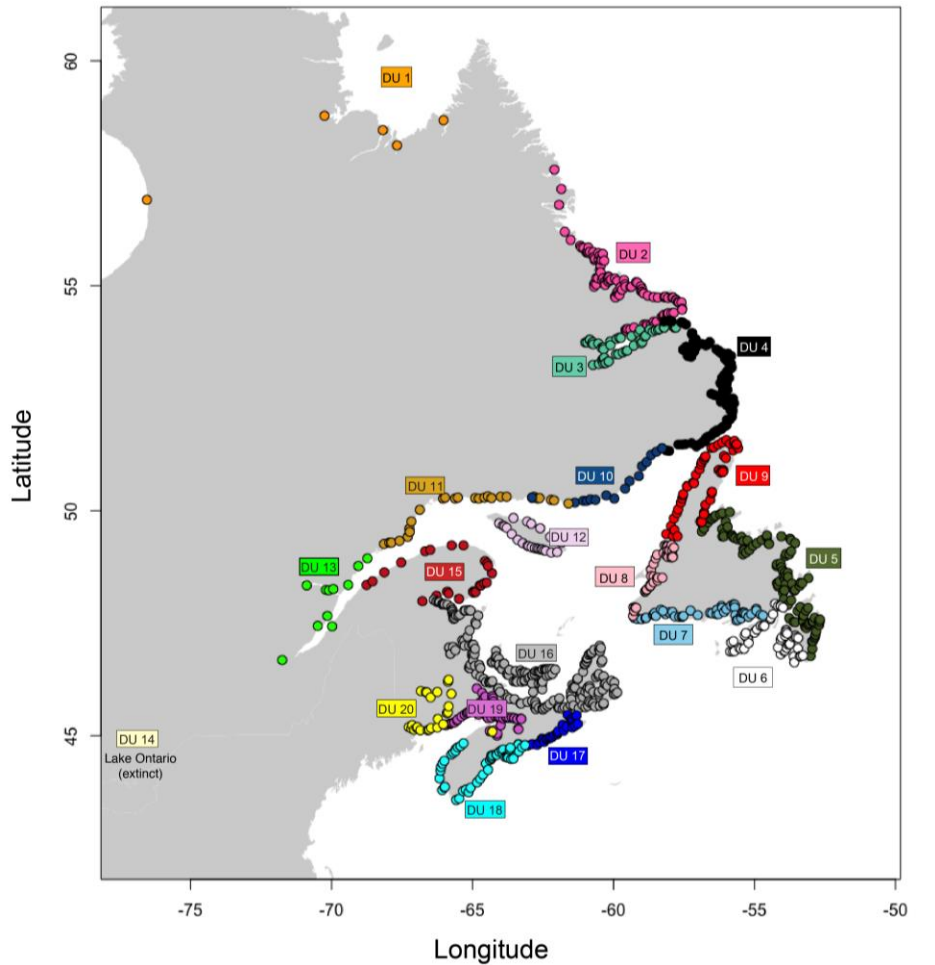 60
DU 1
55
DU 2
DU 4
DU 3
Latitude
50
DU 10
DU 9
DU 11
DU 12
DU 5
DU 13
DU 15
DU 8
DU 7
DU 16
DU 6
DU 20
DU 19
45
DU 14
DU 17
Lake Ontario
(extinct)
DU 18
-75
-70
-65
-60
-55
-50
Longitude